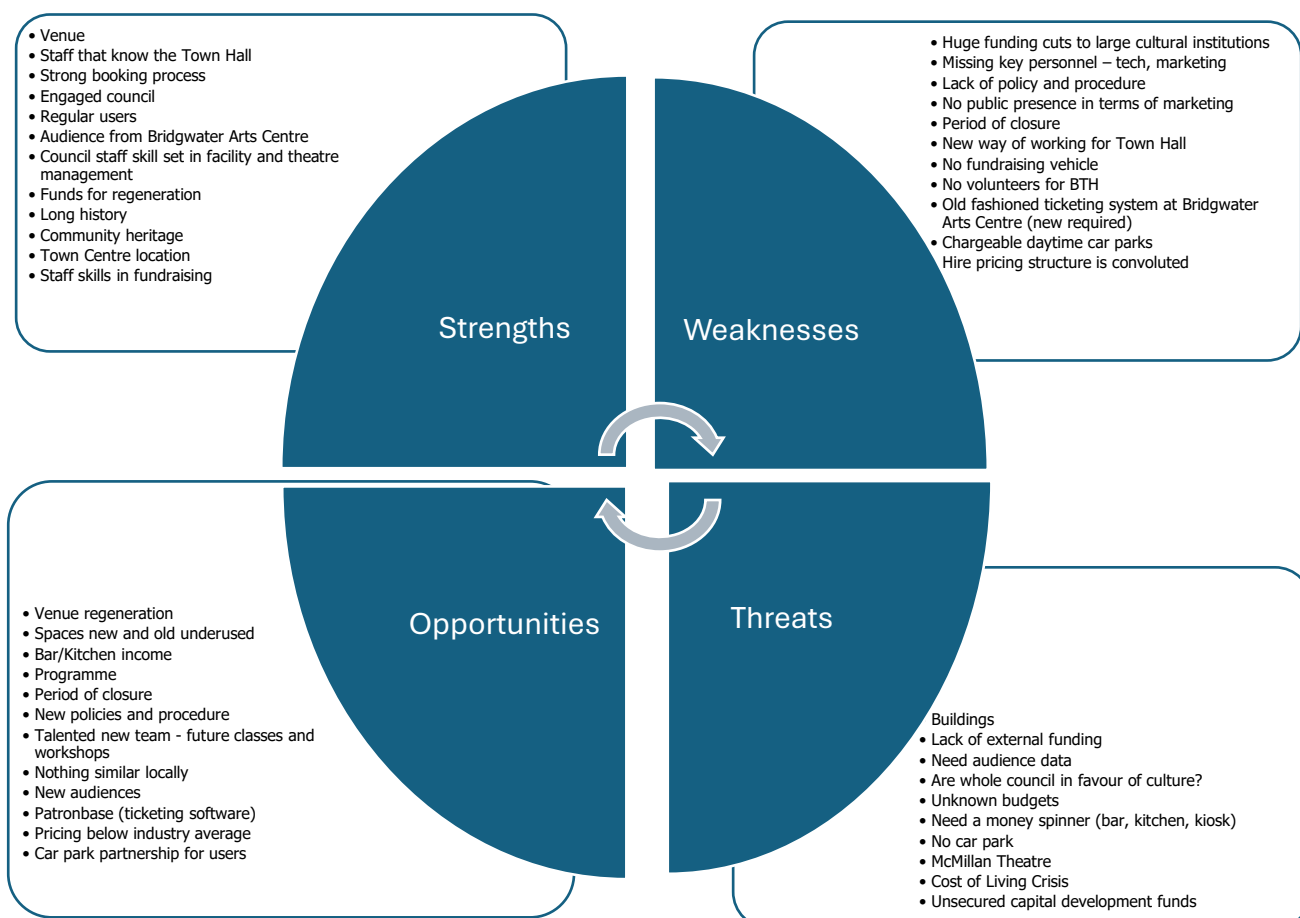 • Venue
• Staff that know the Town Hall
• Strong booking process
• Engaged council
• Regular users
• Audience from Bridgwater Arts Centre
• Council staff skill set in facility and theatre
management
• Funds for regeneration
• Long history
• Community heritage
• Town Centre location
• Staff skills in fundraising
Strengths
• Huge funding cuts to large cultural institutions
• Missing key personnel – tech, marketing
• Lack of policy and procedure
• No public presence in terms of marketing
• Period of closure
• New way of working for Town Hall
• No fundraising vehicle
• No volunteers for BTH
• Old fashioned ticketing system at Bridgwater
Arts Centre (new required)
• Chargeable daytime car parks
Hire pricing structure is convoluted
Weaknesses
Opportunities
• Venue regeneration
• Spaces new and old underused
• Bar/Kitchen income
• Programme
• Period of closure
• New policies and procedure
• Talented new team - future classes and
workshops
• Nothing similar locally
• New audiences
• Patronbase (ticketing software)
• Pricing below industry average
• Car park partnership for users
Threats
Buildings
• Lack of external funding
• Need audience data
• Are whole council in favour of culture?
• Unknown budgets
• Need a money spinner (bar, kitchen, kiosk)
• No car park
• McMillan Theatre
• Cost of Living Crisis
• Unsecured capital development funds